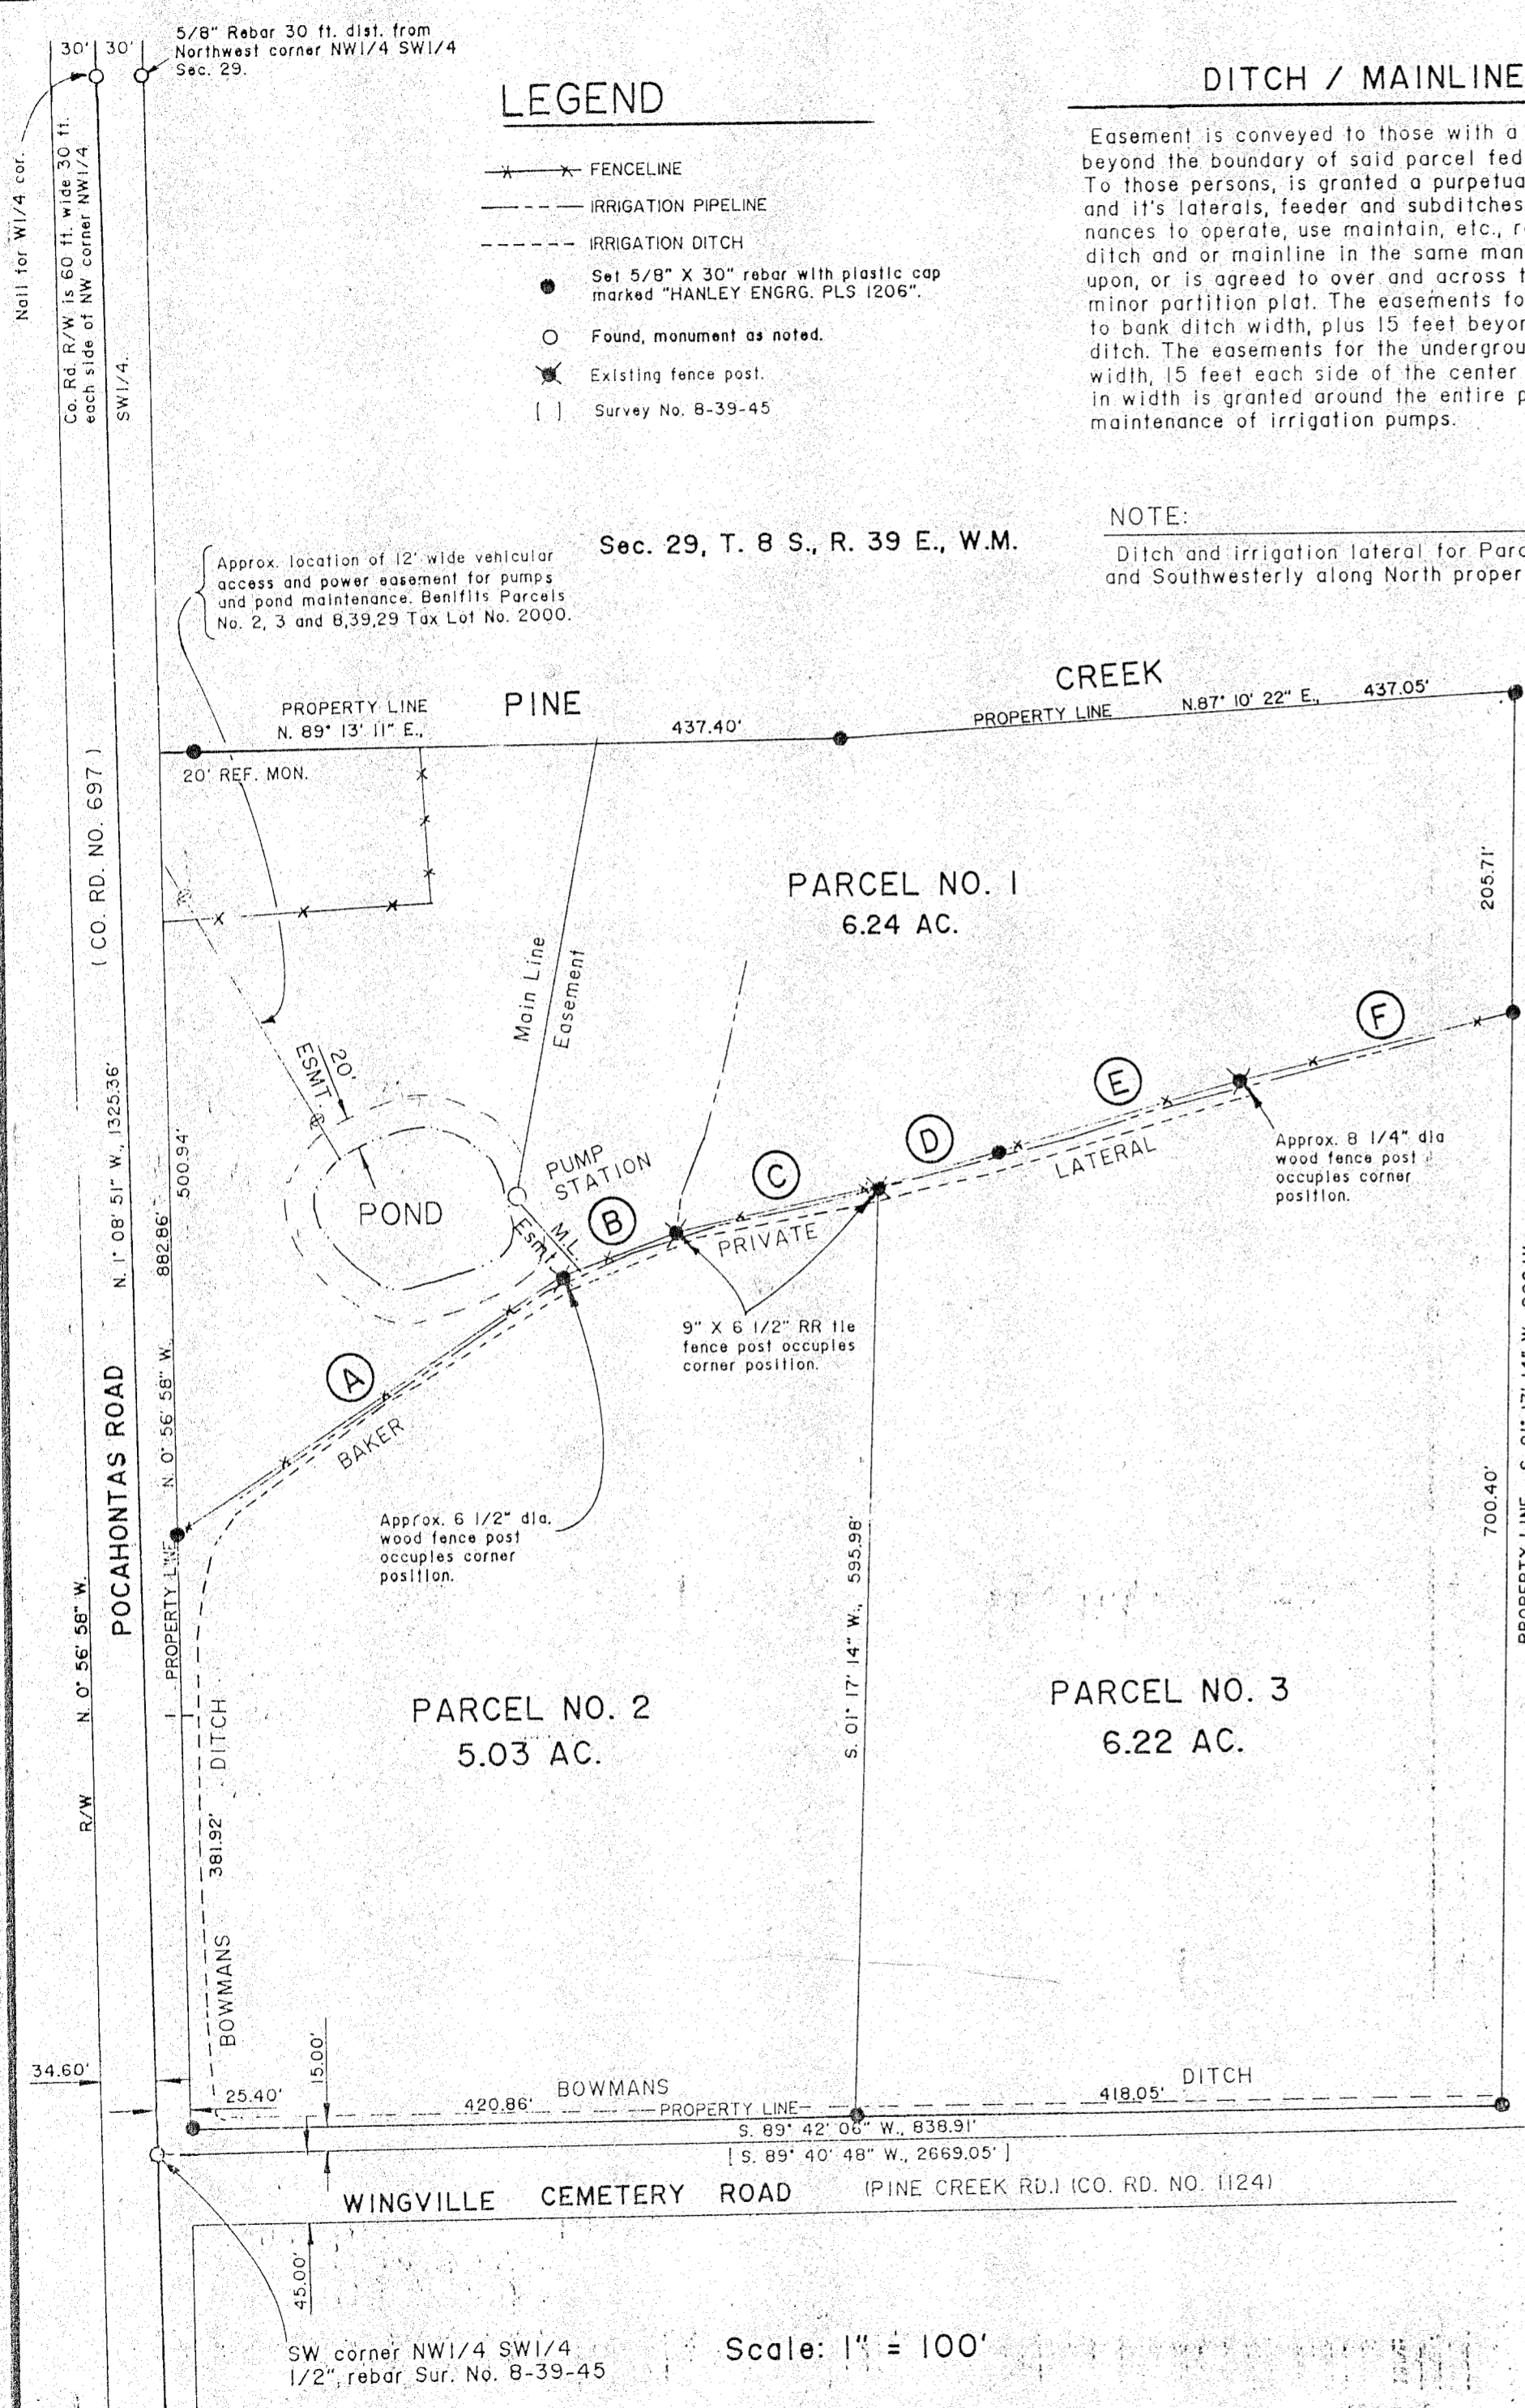 5/8" Rebar 30 ft. dist. from
Northwest corner NW1/4 SW1/4
Sec. 29.
30' 30'
Nail for W1/4 cor.
Co. Rd. R/W is 60 ft. wide 30 ft.
each side of NW corner NW1/4
SW1/4.
LEGEND
FENCELINE
IRRIGATION PIPELINE
IRRIGATION DITCH
Set 5/8" X 30" rebar with plastic cap
marked "HANLEY ENGRG. PLS 1206".
Found, monument as noted.
Existing fence post.
[ ] Survey No. 8-39-45
DITCH / MAINLINE
Easement is conveyed to those with a
beyond the boundary of said parcel fed
To those persons, is granted a purpetua
and it's laterals, feeder and subditches
nances to operate, use maintain, etc., r
ditch and or mainline in the same man
upon, or is agreed to over and across t
minor partition plat. The easements fo
to bank ditch width, plus 15 feet beyon
ditch. The easements for the undergrou
width, 15 feet each side of the center
in width is granted around the entire p
maintenance of irrigation pumps.
NOTE:
Ditch and irrigation lateral for Parc
and Southwesterly along North proper
Sec. 29, T. 8 S., R. 39 E., W.M.
Approx. location of 12' wide vehicular
access and power easement for pumps
and pond maintenance. Benifits Parcels
No. 2, 3 and 8,39,29 Tax Lot No. 2000.
PROPERTY LINE
N. 89° 13' 11" E.,
PINE
437.40'
CREEK
PROPERTY LINE N.87° 10' 22" E., 437.05'
20' REF. MON.
( CO. RD. NO. 697 )
PARCEL NO. 1
6.24 AC.
205.71'
Main Line
Easement
20'
ESMT.
POND
PUMP
STATION
M.L.
Esmt
A
B
C
D
E
F
BAKER
PRIVATE
LATERAL
Approx. 8 1/4" dia
wood fence post
occupies corner
position.
9" X 6 1/2" RR tie
fence post occupies
corner position.
Approx. 6 1/2" dia.
wood fence post
occupies corner
position.
N. 1° 08' 51" W., 1325.36'
500.94'
882.86'
N. 0° 56' 58" W.
POCAHONTAS ROAD
PROPERTY LINE
R/W N. 0° 56' 58" W.
PARCEL NO. 2
5.03 AC.
S. 01° 17' 14" W., 595.98'
PARCEL NO. 3
6.22 AC.
700.40'
PROPERTY LINE S. 01° 17' 14" W.
BOWMANS 381.92' DITCH
34.60'
25.40'
15.00'
420.86'
BOWMANS
PROPERTY LINE
418.05'
DITCH
S. 89° 42' 06" W., 838.91'
[ S. 89° 40' 48" W., 2669.05' ]
WINGVILLE CEMETERY ROAD (PINE CREEK RD.) (CO. RD. NO. 1124)
45.00'
SW corner NW1/4 SW1/4
1/2" rebar Sur. No. 8-39-45
Scale: 1" = 100'